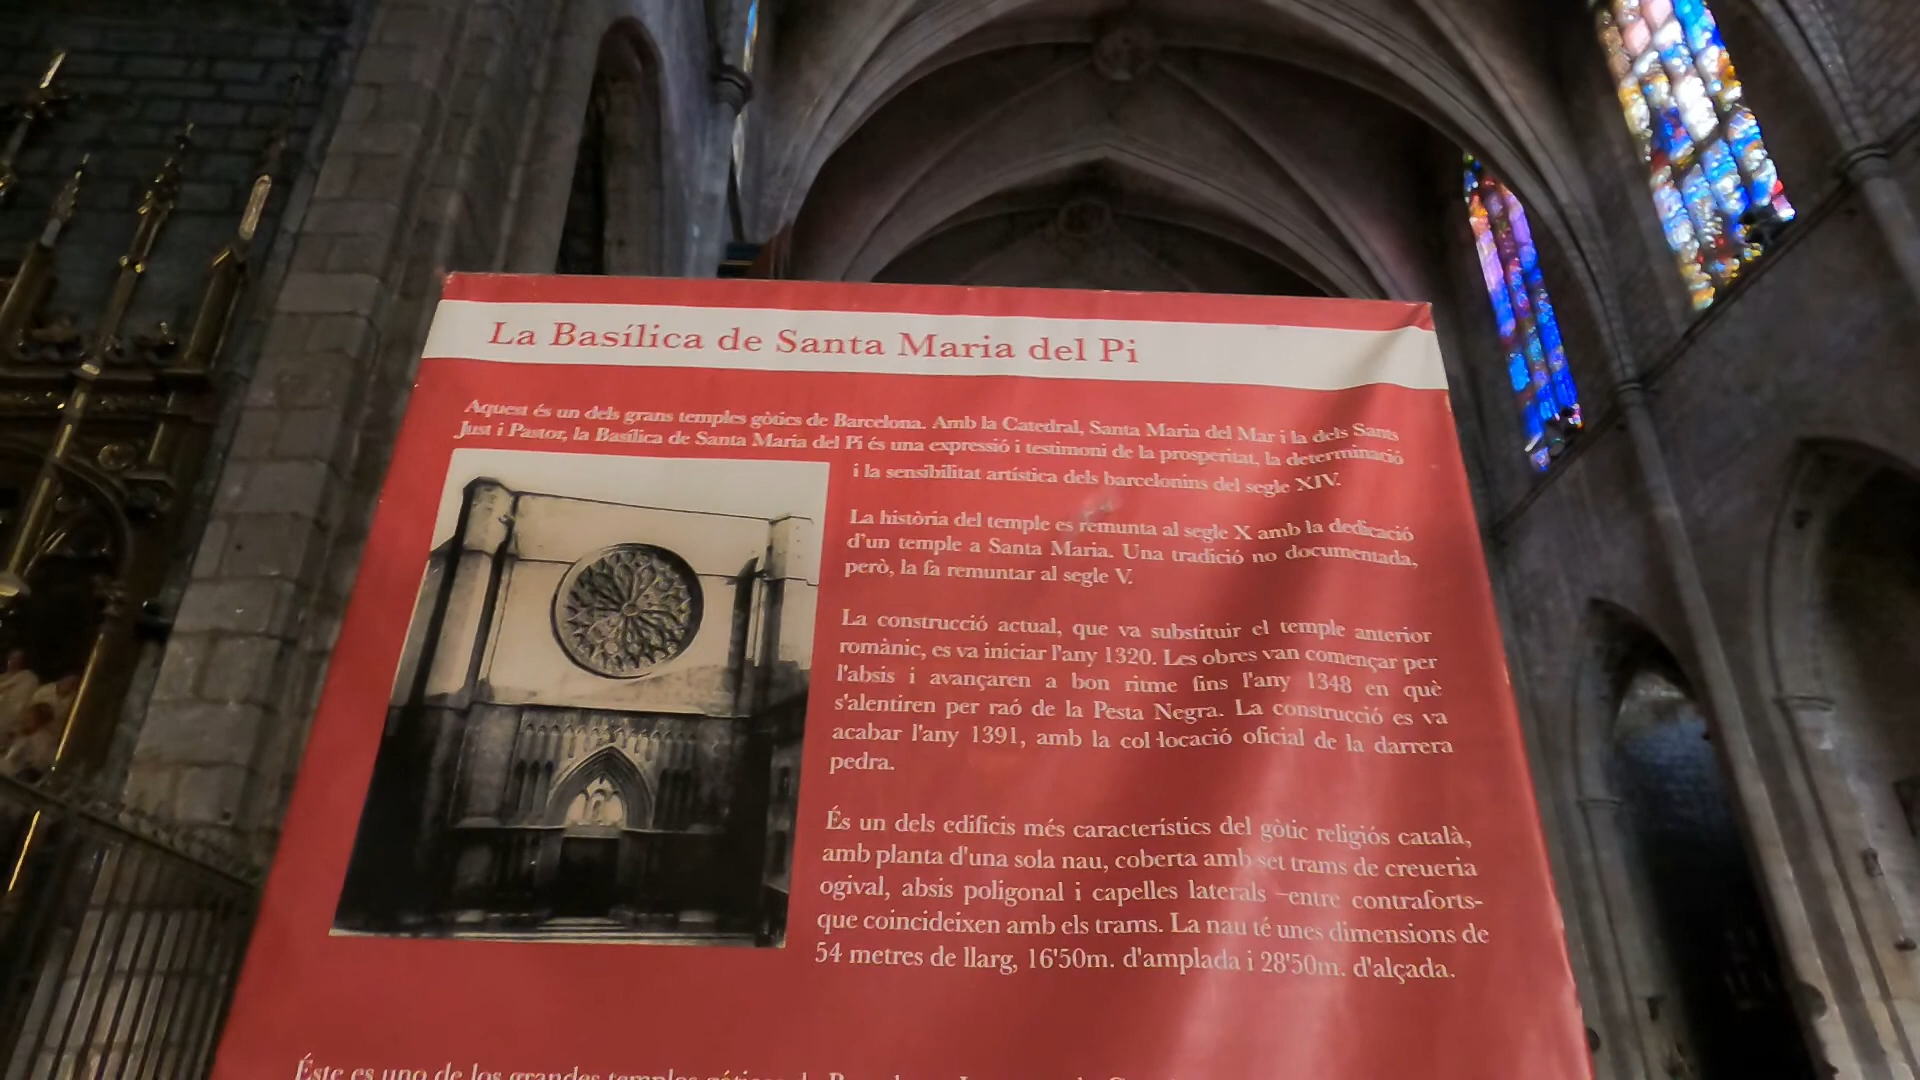 La Basílica de Santa Maria del Pi
Aquest és un dels grans temples gòtics de Barcelona. Amb la Catedral, Santa Maria del Mar i la dels Sants
Just i Pastor, la Basílica de Santa Maria del Pi és una expressió i testimoni de la prosperitat, la determinació
i la sensibilitat artística dels barcelonins del segle XIV.
La història del temple es remunta al segle X amb la dedicació
d'un temple a Santa Maria. Una tradició no documentada,
però, la fa remuntar al segle V.
La construcció actual, que va substituir el temple anterior
romànic, es va iniciar l'any 1320. Les obres van començar per
l'absis i avançaren a bon ritme fins l'any 1348 en què
s'alentiren per raó de la Pesta Negra. La construcció es va
acabar l'any 1391, amb la col·locació oficial de la darrera
pedra.
És un dels edificis més característics del gòtic religiós català,
amb planta d'una sola nau, coberta amb set trams de creueria
ogival, absis poligonal i capelles laterals –entre contraforts-
que coincideixen amb els trams. La nau té unes dimensions de
54 metres de llarg, 16'50m. d'amplada i 28'50m. d'alçada.
Éste es uno de los grandes templos góticos